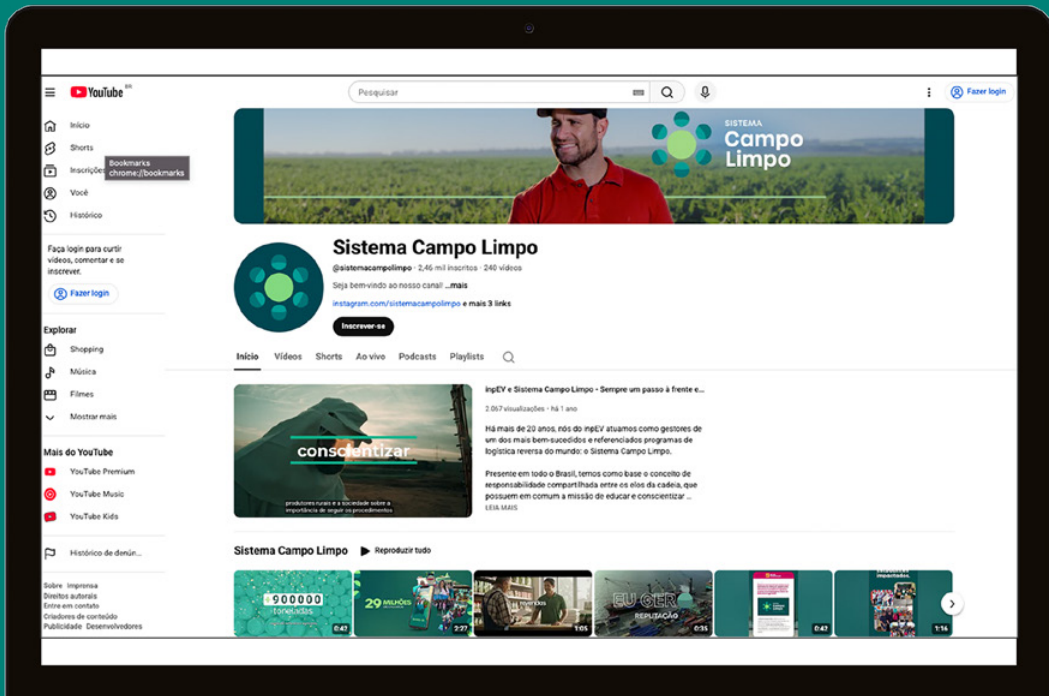 YouTube BR
Pesquisar
Fazer login
Início
Shorts
Inscrições
Bookmarks
chrome://bookmarks
Você
Histórico
Faça login para curtir
vídeos, comentar e se
inscrever.
Fazer login
Explorar
Shopping
Música
Filmes
Mostrar mais
Mais do YouTube
YouTube Premium
YouTube Music
YouTube Kids
Histórico de denún...
Sobre Imprensa
Direitos autorais
Entre em contato
Criadores de conteúdo
Publicidade Desenvolvedores
SISTEMA
Campo
Limpo
Sistema Campo Limpo
@sistemacampolimpo · 2,46 mil inscritos · 240 vídeos
Seja bem-vindo ao nosso canal! ...mais
instagram.com/sistemacampolimpo e mais 3 links
Inscrever-se
Início Vídeos Shorts Ao vivo Podcasts Playlists
conscientizar
produtores rurais e a sociedade sobre a
importância de seguir os procedimentos
inpEV e Sistema Campo Limpo - Sempre um passo à frente e...
2.067 visualizações · há 1 ano
Há mais de 20 anos, nós do inpEV atuamos como gestores de
um dos mais bem-sucedidos e referenciados programas de
logística reversa do mundo: o Sistema Campo Limpo.
Presente em todo o Brasil, temos como base o conceito de
responsabilidade compartilhada entre os elos da cadeia, que
possuem em comum a missão de educar e conscientizar ...
LEIA MAIS
Sistema Campo Limpo Reproduzir tudo
900000
toneladas
0:42
29 MILHÕES
2:27
revendas
1:05
EU GERO
REPUTAÇÃO
0:35
0:42
impactados.
1:16